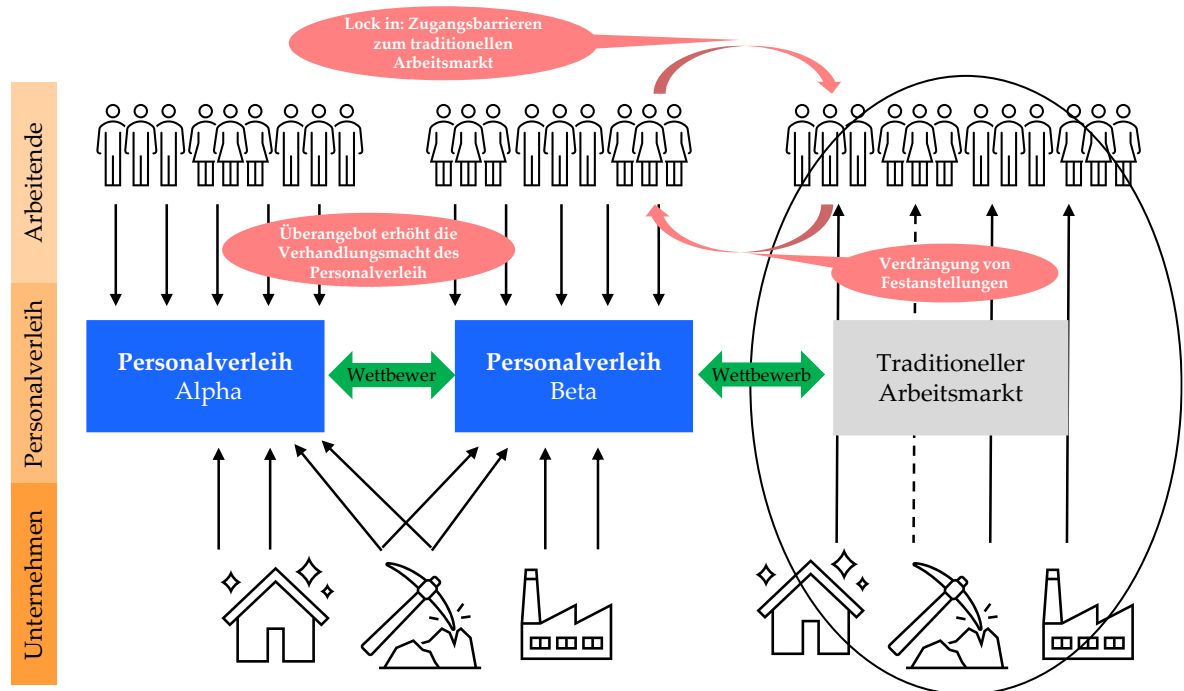 Lock in: Zugangsbarrieren
zum traditionellen
Arbeitsmarkt
Arbeitende
Überangebot erhöht die
Verhandlungsmacht des
Personalverleih
Verdrängung von
Festanstellungen
Personalverleih
Personalverleih
Alpha
Wettbewer
Personalverleih
Beta
Wettbewerb
Traditioneller
Arbeitsmarkt
Unternehmen